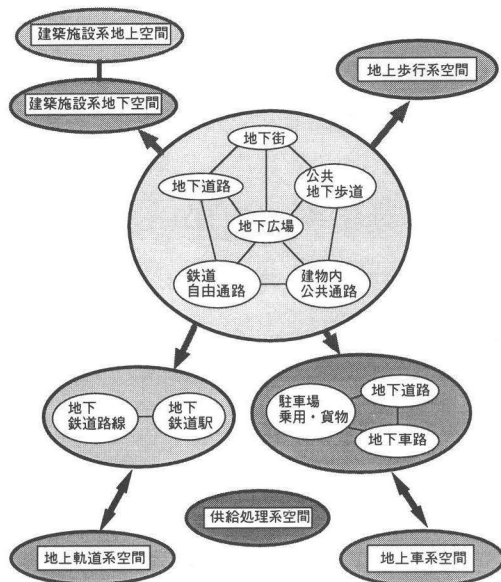 建築施設系地上空間
地上歩行系空間
建築施設系地下空間
地下街
地下道路
公共
地下歩道
地下広場
鉄道
自由通路
建物内
公共通路
地下
鉄道路線
地下
鉄道駅
駐車場
乗用・貨物
地下道路
地下車路
供給処理系空間
地上軌道系空間
地上車系空間